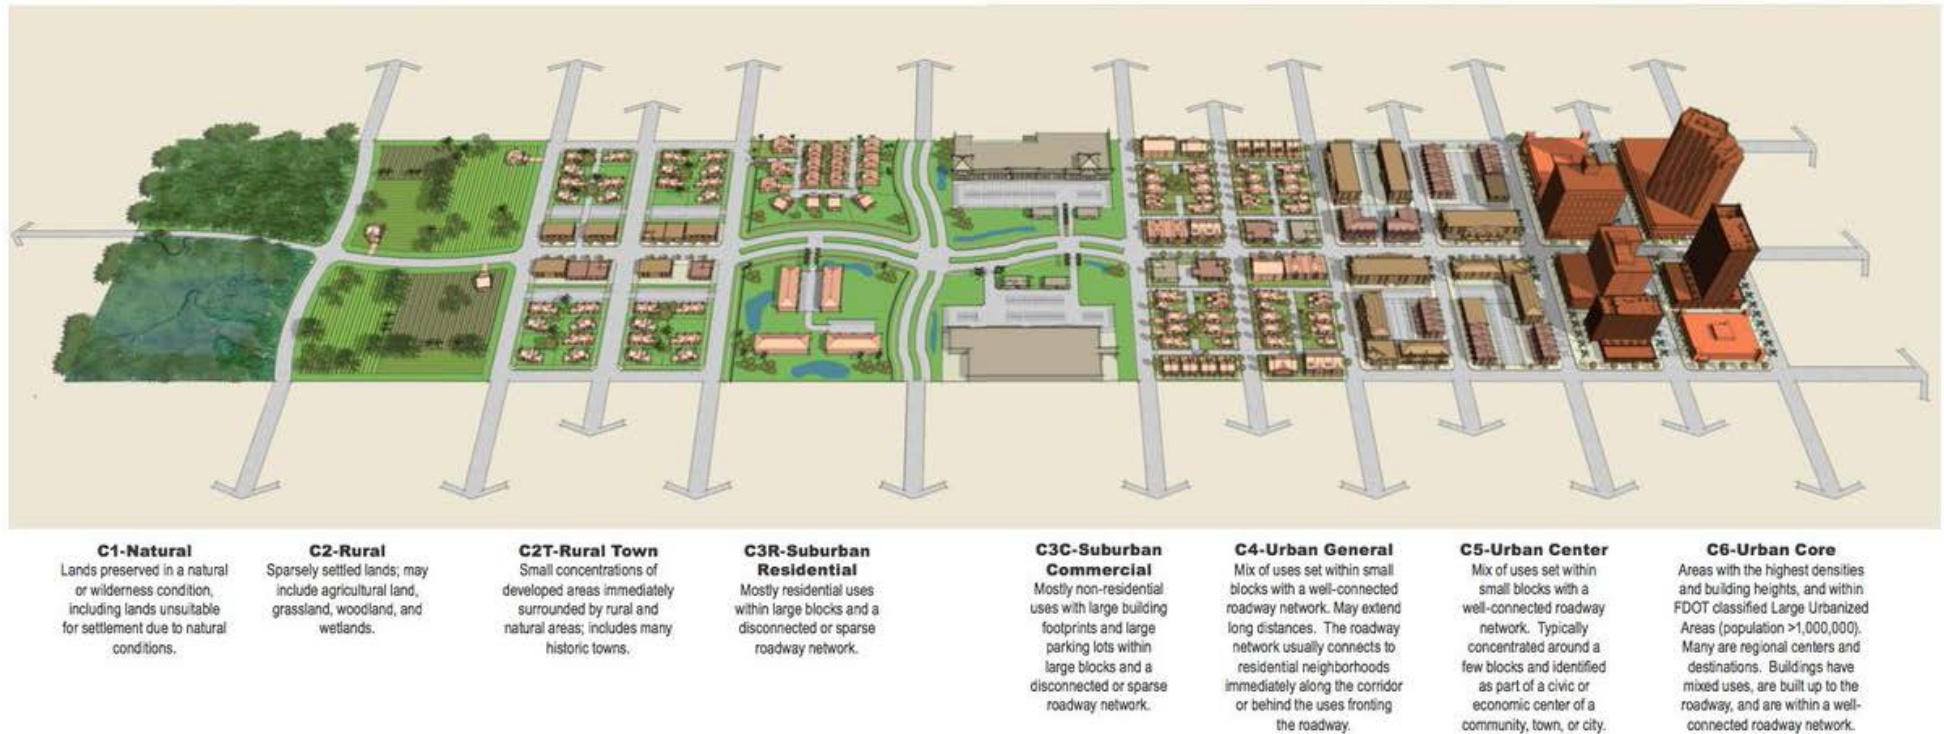 C1-Natural
Lands preserved in a natural
or wilderness condition,
including lands unsuitable
for settlement due to natural
conditions.
C2-Rural
Sparsely settled lands; may
include agricultural land,
grassland, woodland, and
wetlands.
C2T-Rural Town
Small concentrations of
developed areas immediately
surrounded by rural and
natural areas; includes many
historic towns.
C3R-Suburban
Residential
Mostly residential uses
within large blocks and a
disconnected or sparse
roadway network.
C3C-Suburban
Commercial
Mostly non-residential
uses with large building
footprints and large
parking lots within
large blocks and a
disconnected or sparse
roadway network.
C4-Urban General
Mix of uses set within small
blocks with a well-connected
roadway network. May extend
long distances. The roadway
network usually connects to
residential neighborhoods
immediately along the corridor
or behind the uses fronting
the roadway.
C5-Urban Center
Mix of uses set within
small blocks with a
well-connected roadway
network. Typically
concentrated around a
few blocks and identified
as part of a civic or
economic center of a
community, town, or city.
C6-Urban Core
Areas with the highest densities
and building heights, and within
FDOT classified Large Urbanized
Areas (population >1,000,000).
Many are regional centers and
destinations. Buildings have
mixed uses, are built up to the
roadway, and are within a well-
connected roadway network.